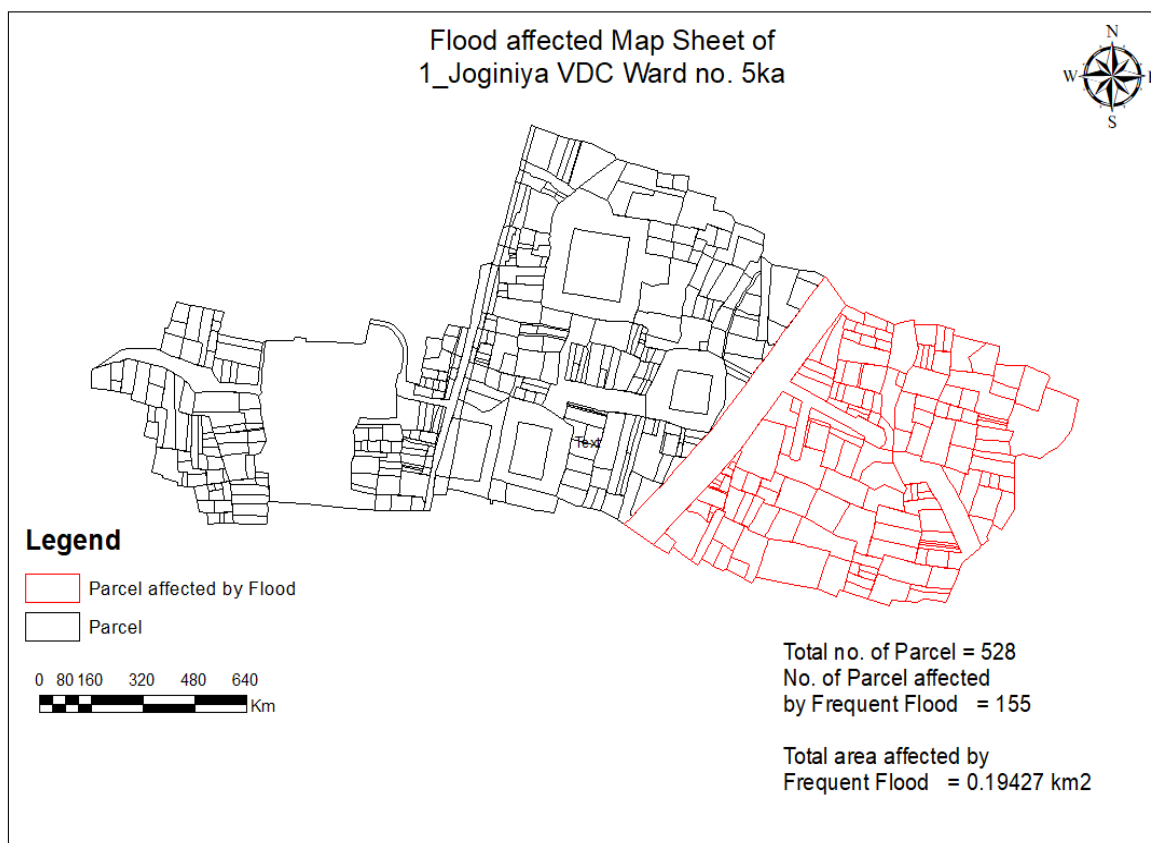 Flood affected Map Sheet of
1_Joginiya VDC Ward no. 5ka
N
W
E
S
Text
Legend
Parcel affected by Flood
Parcel
0 80 160 320 480 640
Km
Total no. of Parcel = 528
No. of Parcel affected
by Frequent Flood = 155
Total area affected by
Frequent Flood = 0.19427 km2